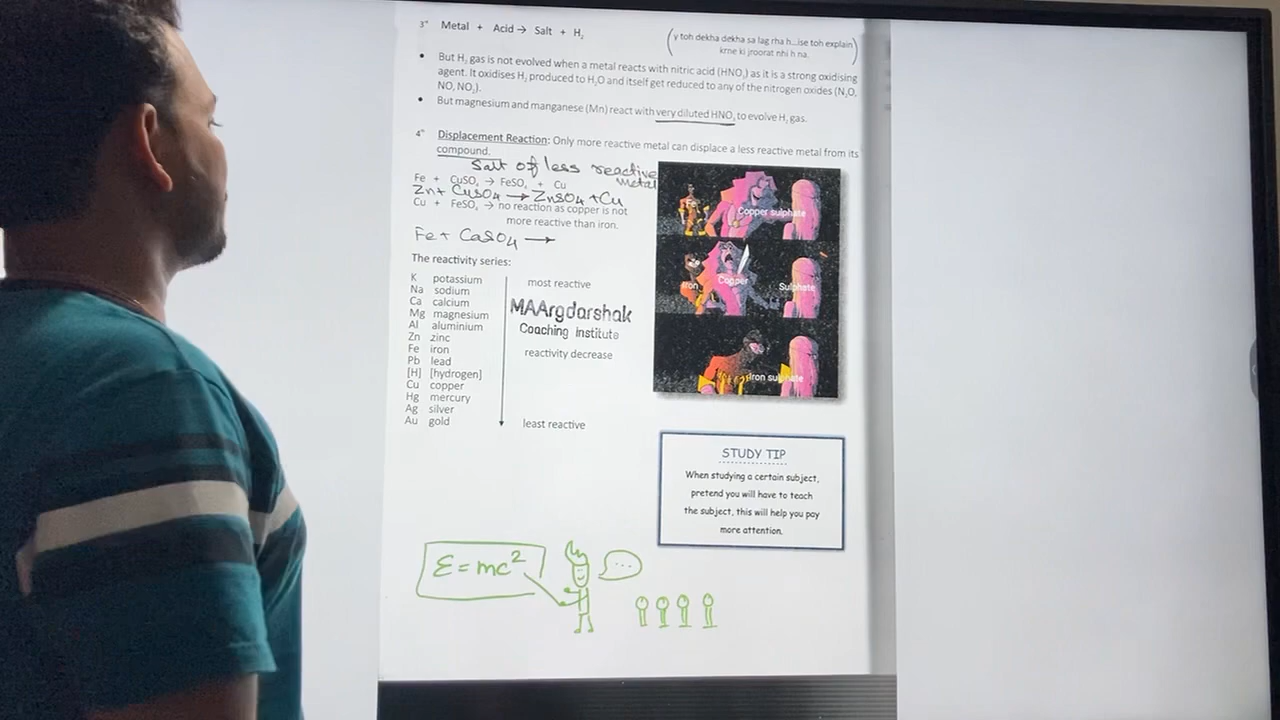 3° Metal + Acid → Salt + H₂
(y toh dekha dekha sa lag rha h...ise toh explain
krne ki jroorat nhi h na.)
• But H₂ gas is not evolved when a metal reacts with nitric acid (HNO₃) as it is a strong oxidising
agent. It oxidises H₂ produced to H₂O and itself get reduced to any of the nitrogen oxides (N₂O,
NO, NO₂).
• But magnesium and manganese (Mn) react with very diluted HNO₃ to evolve H₂ gas.
4° Displacement Reaction: Only more reactive metal can displace a less reactive metal from its
compound.
Salt of less reactive
Metal
Fe + CuSO₄ → FeSO₄ + Cu
Zn + CuSO₄ → ZnSO₄ + Cu
Cu + FeSO₄ → no reaction as copper is not
more reactive than iron.
Fe + CaSO₄ →
Fe
Copper sulphate
Iron
Copper
Sulphate
Iron sulphate
The reactivity series:
K potassium
Na sodium
Ca calcium
Mg magnesium
Al aluminium
Zn zinc
Fe iron
Pb lead
[H] [hydrogen]
Cu copper
Hg mercury
Ag silver
Au gold
most reactive
MAArgdarshak
Coaching institute
reactivity decrease
least reactive
STUDY TIP
When studying a certain subject,
pretend you will have to teach
the subject, this will help you pay
more attention.
E = mc²
...